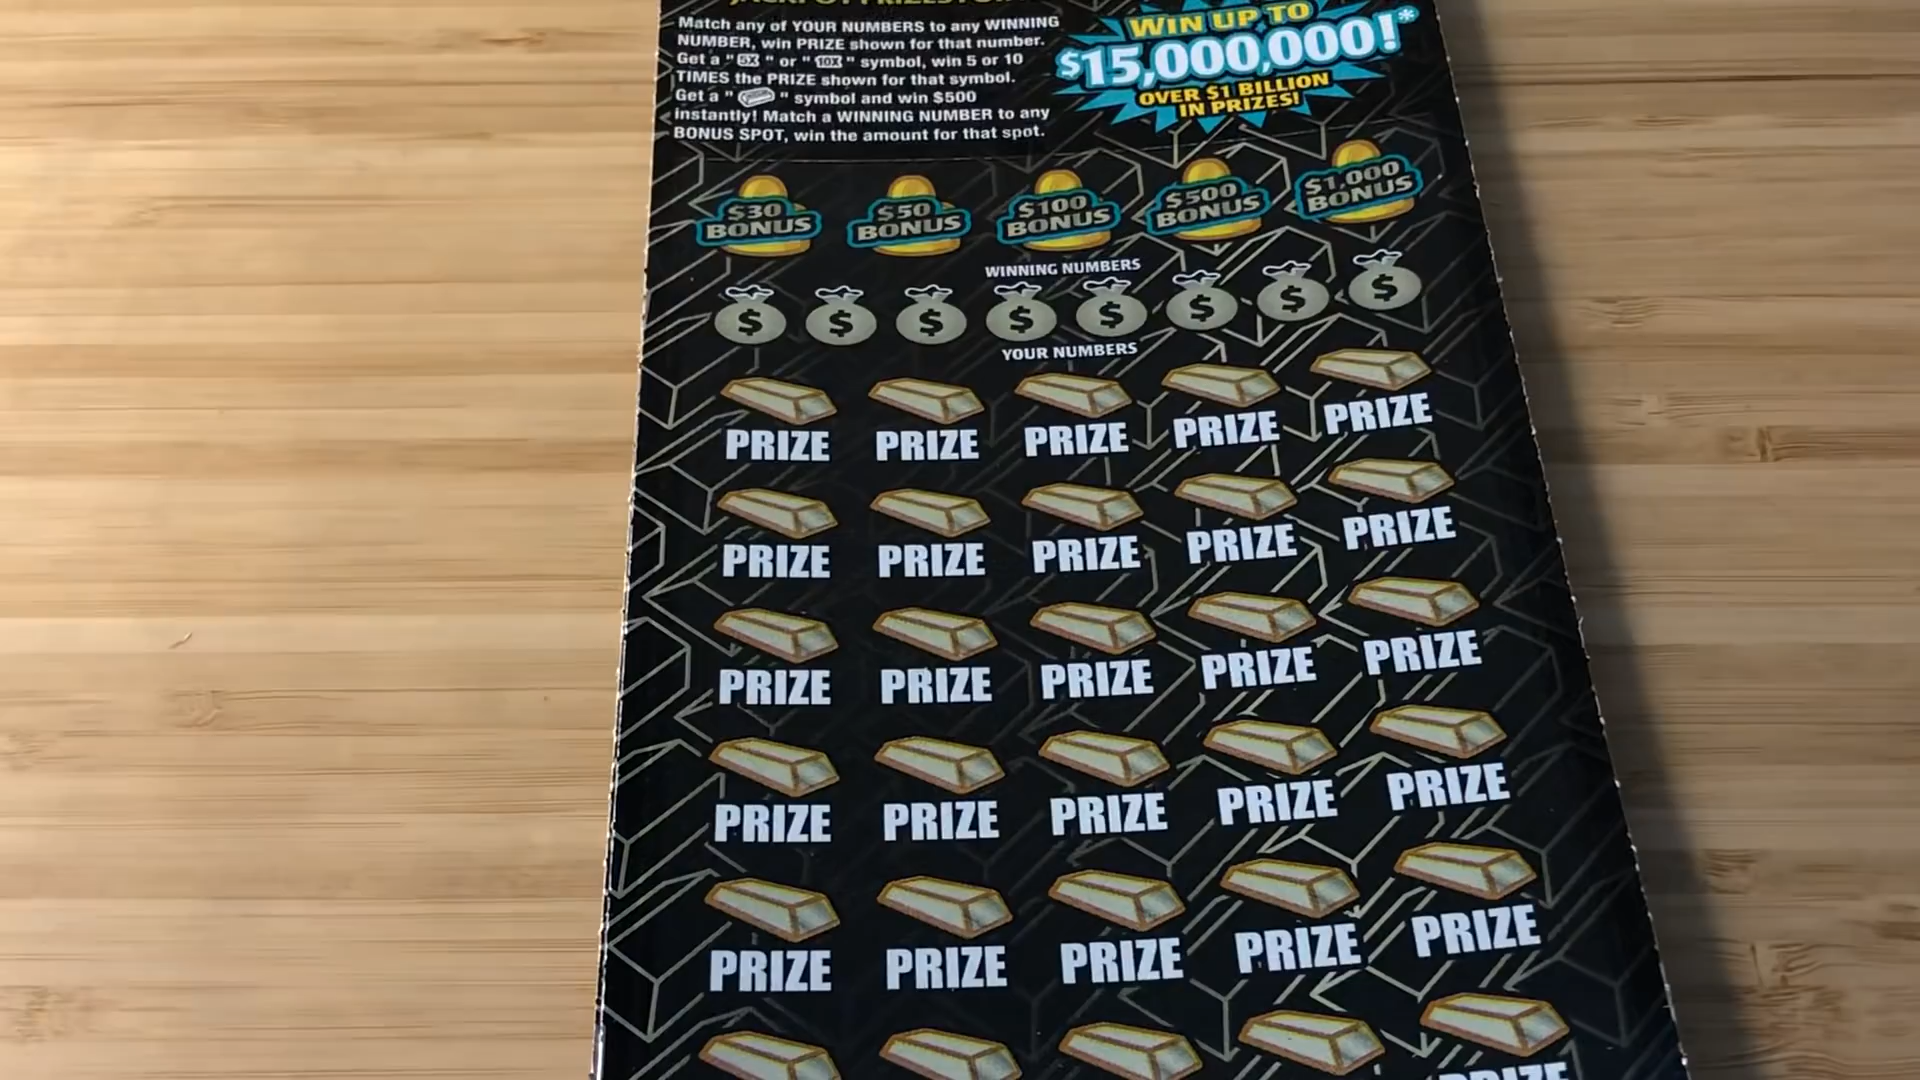 Match any of YOUR NUMBERS to any WINNING
NUMBER, win PRIZE shown for that number.
Get a "5X" or "10X" symbol, win 5 or 10
TIMES the PRIZE shown for that symbol.
Get a " " symbol and win $500
instantly! Match a WINNING NUMBER to any
BONUS SPOT, win the amount for that spot.
WIN UP TO
$15,000,000!*
OVER $1 BILLION
IN PRIZES!
$30 BONUS
$50 BONUS
$100 BONUS
$500 BONUS
$1,000 BONUS
WINNING NUMBERS
$ $ $ $ $ $ $ $
YOUR NUMBERS
PRIZE PRIZE PRIZE PRIZE PRIZE
PRIZE PRIZE PRIZE PRIZE PRIZE
PRIZE PRIZE PRIZE PRIZE PRIZE
PRIZE PRIZE PRIZE PRIZE PRIZE
PRIZE PRIZE PRIZE PRIZE PRIZE
PRIZE